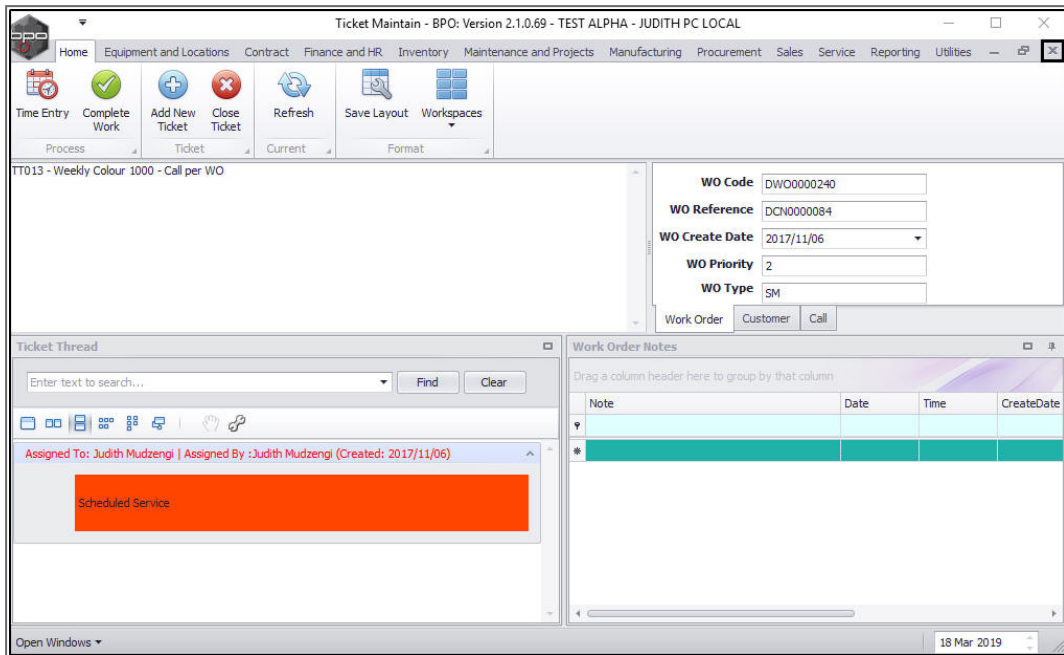 Ticket Maintain - BPO: Version 2.1.0.69 - TEST ALPHA - JUDITH PC LOCAL
bpo
Home Equipment and Locations Contract Finance and HR Inventory Maintenance and Projects Manufacturing Procurement Sales Service Reporting Utilities
Time Entry Complete Work Add New Ticket Close Ticket Refresh Save Layout Workspaces
Process Ticket Current Format
TT013 - Weekly Colour 1000 - Call per WO
WO Code DWO0000240
WO Reference DCN0000084
WO Create Date 2017/11/06
WO Priority 2
WO Type SM
Work Order Customer Call
Ticket Thread
Enter text to search... Find Clear
Assigned To: Judith Mudzengi | Assigned By :Judith Mudzengi (Created: 2017/11/06)
Scheduled Service
Work Order Notes
Drag a column header here to group by that column
Note Date Time CreateDate
Open Windows 18 Mar 2019